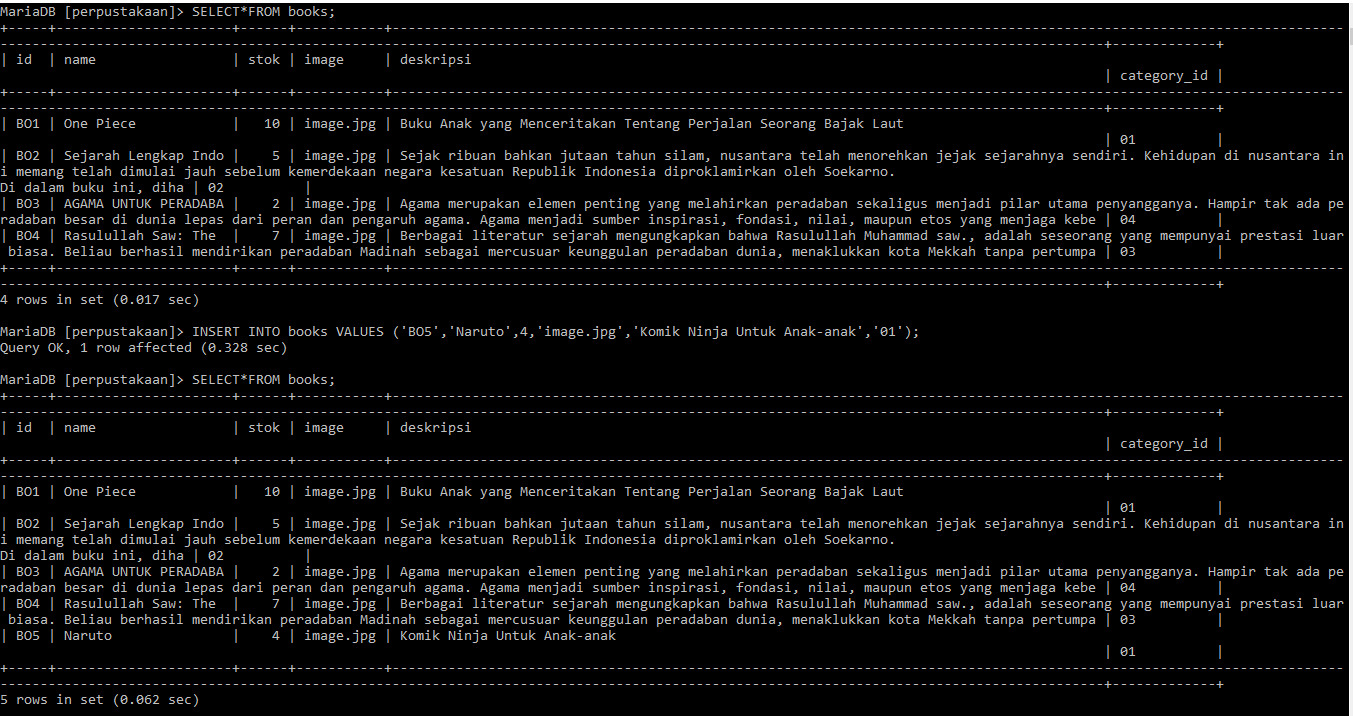 MariaDB [perpustakaan]> SELECT*FROM books;
| id | name | stok | image | deskripsi
| category_id |
| BO1 | One Piece | 10 | image.jpg | Buku Anak yang Menceritakan Tentang Perjalan Seorang Bajak Laut
| 01 |
| BO2 | Sejarah Lengkap Indo | 5 | image.jpg | Sejak ribuan bahkan jutaan tahun silam, nusantara telah menorehkan jejak sejarahnya sendiri. Kehidupan di nusantara in
i memang telah dimulai jauh sebelum kemerdekaan negara kesatuan Republik Indonesia diproklamirkan oleh Soekarno.
Di dalam buku ini, diha | 02 |
| BO3 | AGAMA UNTUK PERADABA | 2 | image.jpg | Agama merupakan elemen penting yang melahirkan peradaban sekaligus menjadi pilar utama penyangganya. Hampir tak ada pe
radaban besar di dunia lepas dari peran dan pengaruh agama. Agama menjadi sumber inspirasi, fondasi, nilai, maupun etos yang menjaga kebe | 04 |
| BO4 | Rasulullah Saw: The | 7 | image.jpg | Berbagai literatur sejarah mengungkapkan bahwa Rasulullah Muhammad saw., adalah seseorang yang mempunyai prestasi luar
biasa. Beliau berhasil mendirikan peradaban Madinah sebagai mercusuar keunggulan peradaban dunia, menaklukkan kota Mekkah tanpa pertumpa | 03 |
4 rows in set (0.017 sec)
MariaDB [perpustakaan]> INSERT INTO books VALUES ('BO5','Naruto',4,'image.jpg','Komik Ninja Untuk Anak-anak','01');
Query OK, 1 row affected (0.328 sec)
MariaDB [perpustakaan]> SELECT*FROM books;
| id | name | stok | image | deskripsi
| category_id |
| BO1 | One Piece | 10 | image.jpg | Buku Anak yang Menceritakan Tentang Perjalan Seorang Bajak Laut
| 01 |
| BO2 | Sejarah Lengkap Indo | 5 | image.jpg | Sejak ribuan bahkan jutaan tahun silam, nusantara telah menorehkan jejak sejarahnya sendiri. Kehidupan di nusantara in
i memang telah dimulai jauh sebelum kemerdekaan negara kesatuan Republik Indonesia diproklamirkan oleh Soekarno.
Di dalam buku ini, diha | 02 |
| BO3 | AGAMA UNTUK PERADABA | 2 | image.jpg | Agama merupakan elemen penting yang melahirkan peradaban sekaligus menjadi pilar utama penyangganya. Hampir tak ada pe
radaban besar di dunia lepas dari peran dan pengaruh agama. Agama menjadi sumber inspirasi, fondasi, nilai, maupun etos yang menjaga kebe | 04 |
| BO4 | Rasulullah Saw: The | 7 | image.jpg | Berbagai literatur sejarah mengungkapkan bahwa Rasulullah Muhammad saw., adalah seseorang yang mempunyai prestasi luar
biasa. Beliau berhasil mendirikan peradaban Madinah sebagai mercusuar keunggulan peradaban dunia, menaklukkan kota Mekkah tanpa pertumpa | 03 |
| BO5 | Naruto | 4 | image.jpg | Komik Ninja Untuk Anak-anak
| 01 |
5 rows in set (0.062 sec)